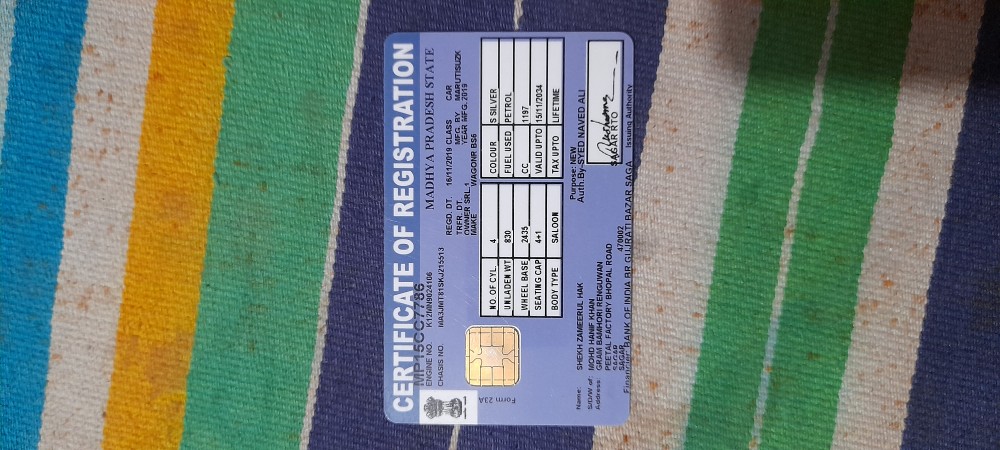 CERTIFICATE OF REGISTRATION
MP15CC7786 MADHYA PRADESH STATE
ENGINE NO. K12MN9024106 REGD. DT. 16/11/2019 CLASS CAR
CHASIS NO. MA3JMT81SKJ215513 TRFR. DT. MFG. BY MARUTISUZK
OWNER SRL. 1 YEAR MFG. 2019
MAKE WAGONR BS6
NO. OF CYL. 4 COLOUR S SILVER
UNLADEN WT 830 FUEL USED PETROL
WHEEL BASE 2435 CC 1197
SEATING CAP 4+1 VALID UPTO 15/11/2034
BODY TYPE SALOON TAX UPTO LIFETIME
Form 23A
Name: SHEKH ZAMEERUL HAK Purpose: NEW
S/D/W of: MOHD HANIF KHAN Auth.By-SYED NAVED ALI
Address: GRAM BAMHORI RENGUWAN
PEETAL FACTORY BHOPAL ROAD
SAGAR SAGAR RTO
SAGAR 470002
Financier BANK OF INDIA BR GUJRATI BAZAR SAGA Issuing Authority